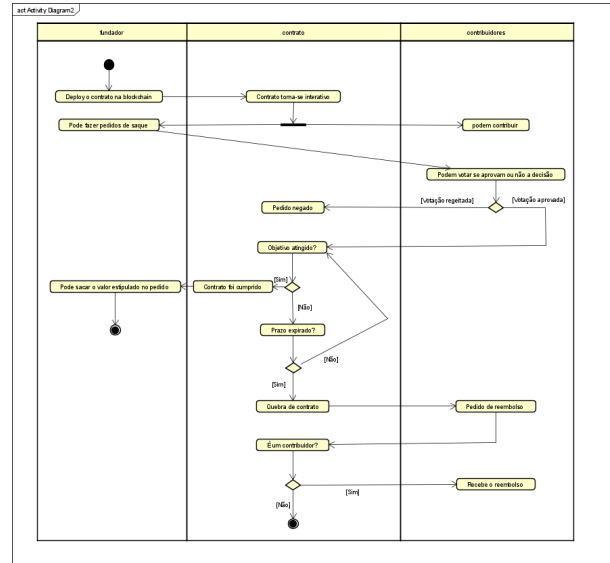 act Activity Diagram2
fundador
contrato
contribuidores
Deploy o contrato na blockchain
Contrato torna-se interativo
Pode fazer pedidos de saque
podem contribuir
Podem votar se aprovam ou não a decisão
[Votação regeitada]
[Votação aprovada]
Pedido negado
Objetivo atingido?
[Sim]
Pode sacar o valor estipulado no pedido
Contrato foi cumprido
[Não]
Prazo expirado?
[Não]
[Sim]
Quebra de contrato
Pedido de reembolso
É um contribuidor?
Recebe o reembolso
[Sim]
[Não]